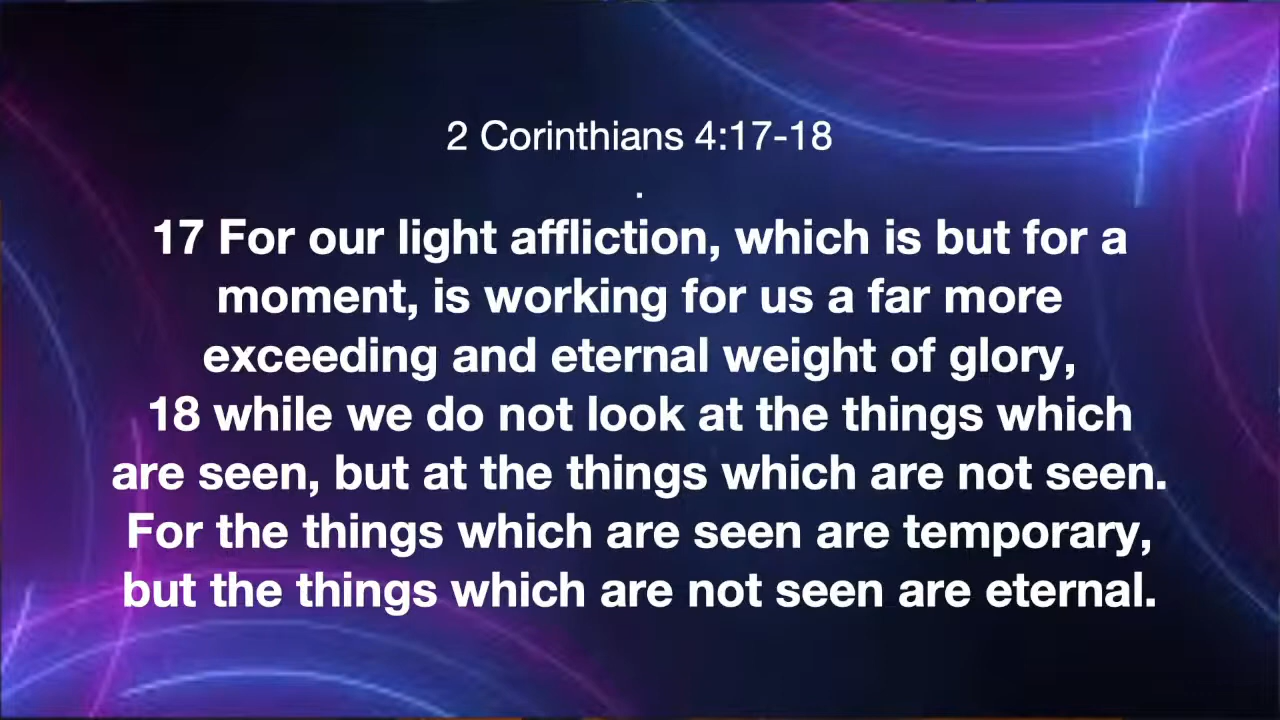 2 Corinthians 4:17-18
.
17 For our light affliction, which is but for a
moment, is working for us a far more
exceeding and eternal weight of glory,
18 while we do not look at the things which
are seen, but at the things which are not seen.
For the things which are seen are temporary,
but the things which are not seen are eternal.